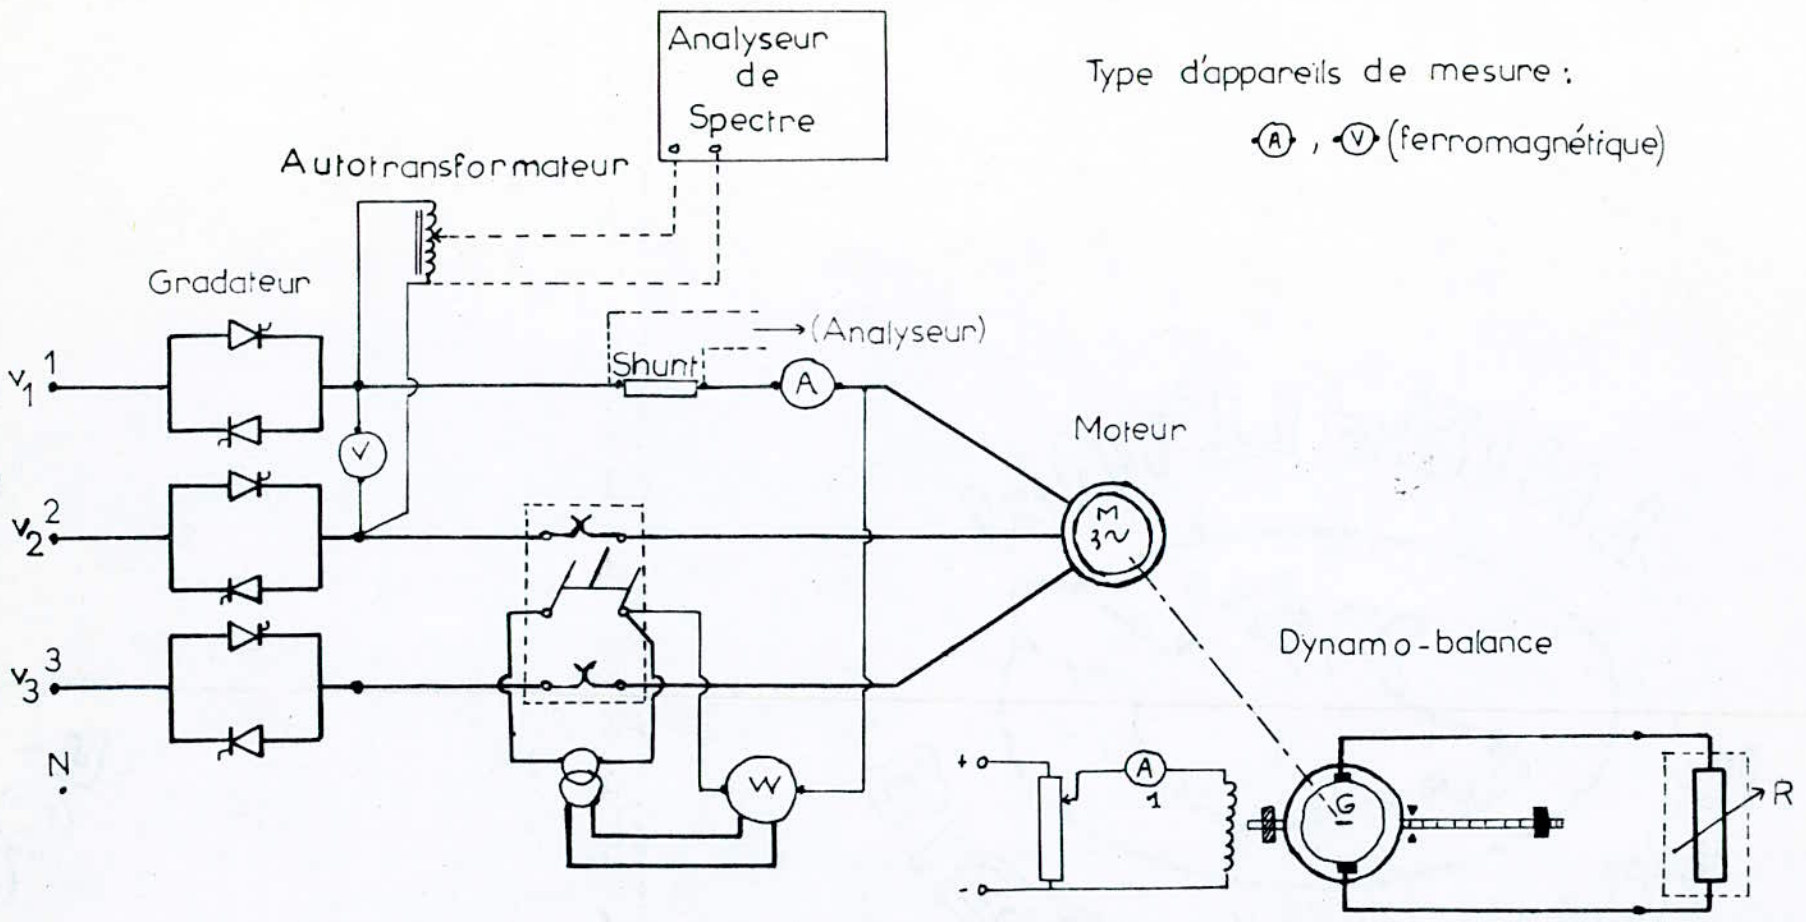 Analyseur
de
Spectre
Type d'appareils de mesure :
A , V (ferromagnétique)
Autotransformateur
Gradateur
(Analyseur)
Shunt
A
v1 1
V
Moteur
M
3~
v2 2
v3 3
Dynamo-balance
N
W
+
A
1
G
R
-